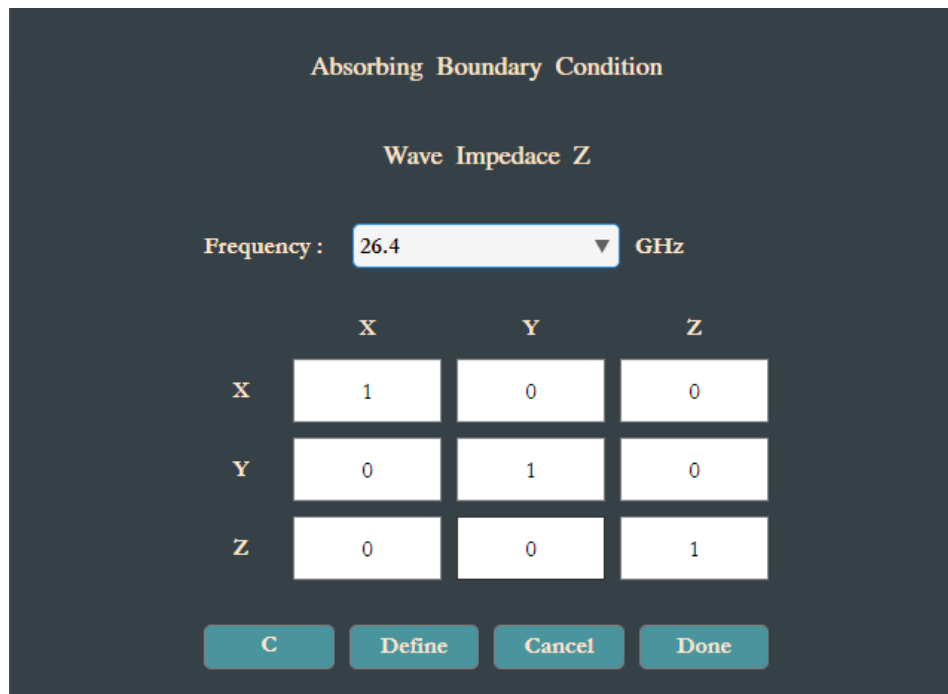 Absorbing Boundary Condition
Wave Impedace Z
Frequency : 26.4 ▼ GHz
X Y Z
X 1 0 0
Y 0 1 0
Z 0 0 1
C Define Cancel Done